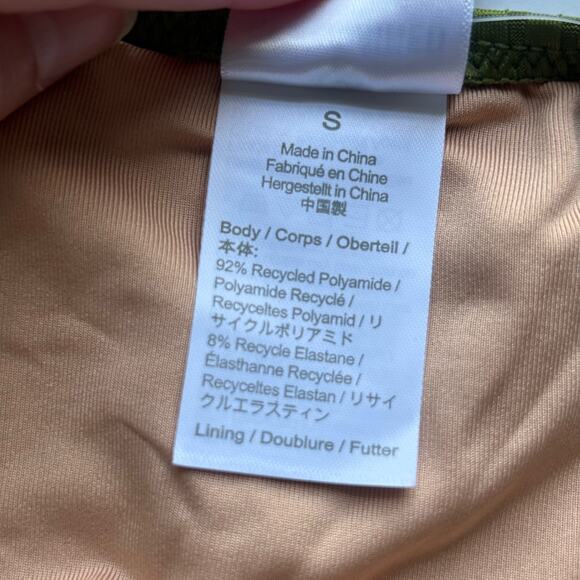 S
Made in China
Fabriqué en Chine
Hergestellt in China
中国製
Body / Corps / Oberteil /
本体:
92% Recycled Polyamide /
Polyamide Recyclé /
Recyceltes Polyamid / リ
サイクルポリアミド
8% Recycle Elastane /
Élasthanne Recyclée /
Recyceltes Elastan / リサイ
クルエラスティン
Lining / Doublure / Futter